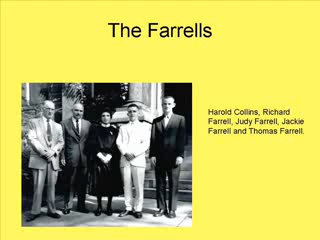 The Farrells
Harold Collins, Richard
Farrell, Judy Farrell, Jackie
Farrell and Thomas Farrell.